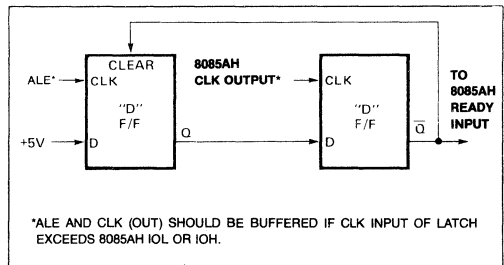 CLEAR
ALE*
CLK
"D"
F/F
+5V
D
Q
8085AH
CLK OUTPUT*
CLK
"D"
F/F
D
Q̅
TO
8085AH
READY
INPUT
*ALE AND CLK (OUT) SHOULD BE BUFFERED IF CLK INPUT OF LATCH
EXCEEDS 8085AH IOL OR IOH.